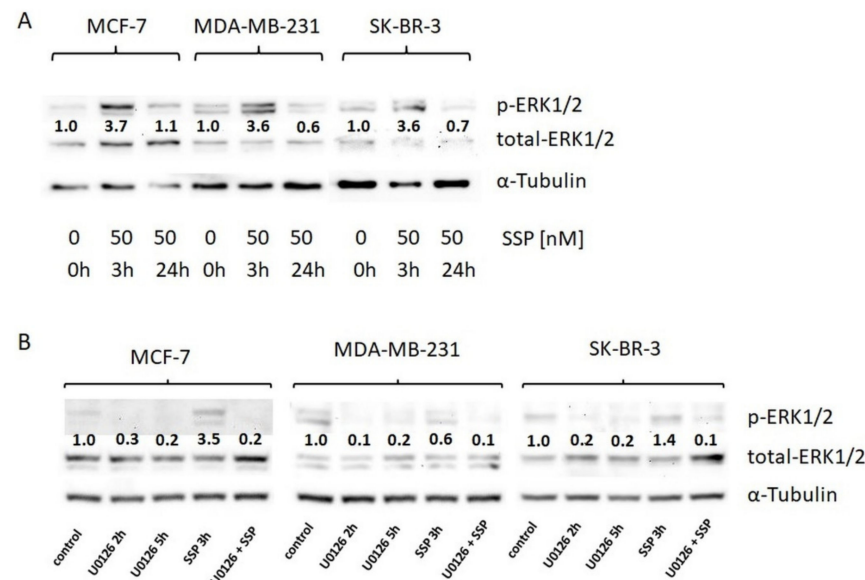 A
MCF-7 MDA-MB-231 SK-BR-3
p-ERK1/2
1.0 3.7 1.1 1.0 3.6 0.6 1.0 3.6 0.7
total-ERK1/2
α-Tubulin
0 50 50 0 50 50 0 50 50 SSP [nM]
0h 3h 24h 0h 3h 24h 0h 3h 24h
B
MCF-7 MDA-MB-231 SK-BR-3
p-ERK1/2
1.0 0.3 0.2 3.5 0.2 1.0 0.1 0.2 0.6 0.1 1.0 0.2 0.2 1.4 0.1
total-ERK1/2
α-Tubulin
control U0126 2h U0126 5h SSP 3h U0126 + SSP control U0126 2h U0126 5h SSP 3h U0126 + SSP control U0126 2h U0126 5h SSP 3h U0126 + SSP